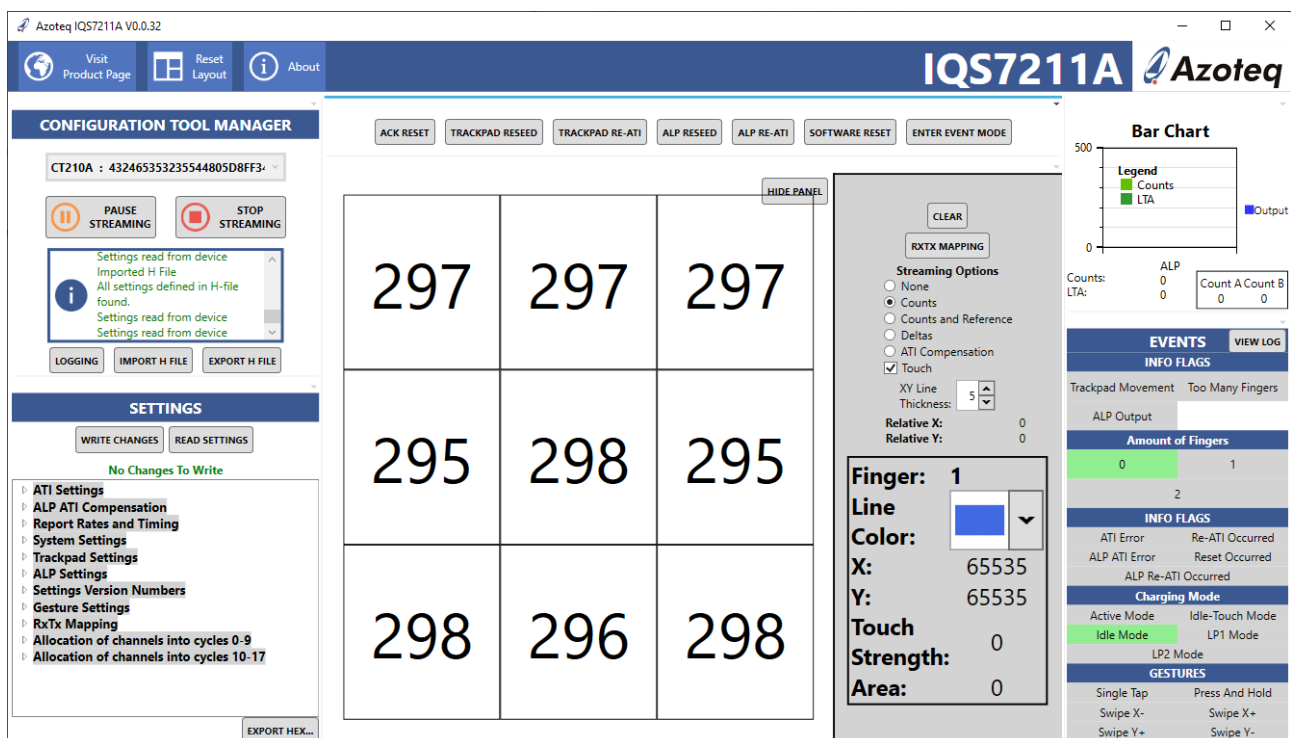 Azoteq IQS7211A V0.0.32
Visit
Product Page
Reset
Layout
About
IQS7211A
Azoteq
CONFIGURATION TOOL MANAGER
CT210A : 432465353235544805D8FF34
PAUSE
STREAMING
STOP
STREAMING
Settings read from device
Imported H File
All settings defined in H-file
found.
Settings read from device
Settings read from device
LOGGING
IMPORT H FILE
EXPORT H FILE
SETTINGS
WRITE CHANGES
READ SETTINGS
No Changes To Write
ATI Settings
ALP ATI Compensation
Report Rates and Timing
System Settings
Trackpad Settings
ALP Settings
Settings Version Numbers
Gesture Settings
RxTx Mapping
Allocation of channels into cycles 0-9
Allocation of channels into cycles 10-17
EXPORT HEX...
ACK RESET
TRACKPAD RESEED
TRACKPAD RE-ATI
ALP RESEED
ALP RE-ATI
SOFTWARE RESET
ENTER EVENT MODE
HIDE PANEL
297 297 297
295 298 295
298 296 298
CLEAR
RXTX MAPPING
Streaming Options
None
Counts
Counts and Reference
Deltas
ATI Compensation
Touch
XY Line
Thickness: 5
Relative X: 0
Relative Y: 0
Finger: 1
Line
Color:
X: 65535
Y: 65535
Touch
Strength: 0
Area: 0
Bar Chart
500
Legend
Counts
LTA
Output
0
ALP
Counts: 0
LTA: 0
Count A Count B
0 0
EVENTS
VIEW LOG
INFO FLAGS
Trackpad Movement Too Many Fingers
ALP Output
Amount of Fingers
0 1
2
INFO FLAGS
ATI Error Re-ATI Occurred
ALP ATI Error Reset Occurred
ALP Re-ATI Occurred
Charging Mode
Active Mode Idle-Touch Mode
Idle Mode LP1 Mode
LP2 Mode
GESTURES
Single Tap Press And Hold
Swipe X- Swipe X+
Swipe Y+ Swipe Y-